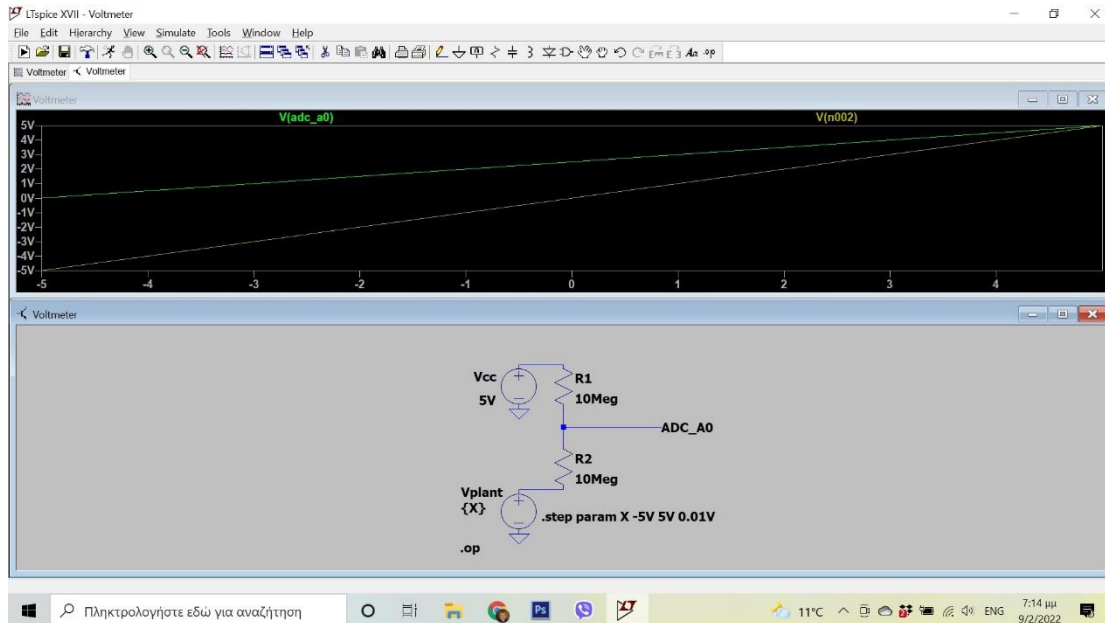 LTspice XVII - Voltmeter
File Edit Hierarchy View Simulate Tools Window Help
Voltmeter Voltmeter
Voltmeter
V(adc_a0) V(n002)
5V
4V
3V
2V
1V
0V
-1V
-2V
-3V
-4V
-5V
-5 -4 -3 -2 -1 0 1 2 3 4
Voltmeter
Vcc
5V
R1
10Meg
ADC_A0
R2
10Meg
Vplant
{X}
.step param X -5V 5V 0.01V
.op
Πληκτρολογήστε εδώ για αναζήτηση
Ps
11°C
ENG
7:14 μμ
9/2/2022